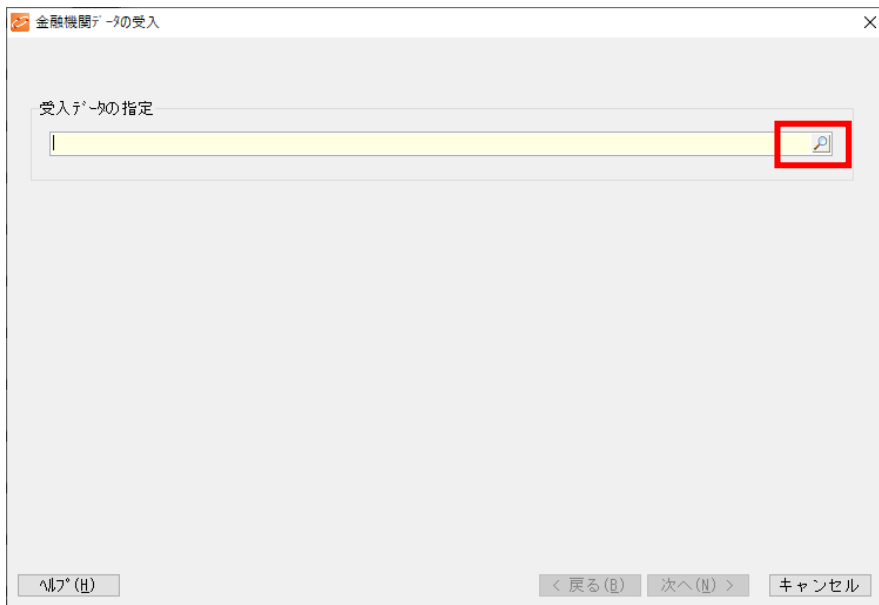 金融機関ﾃﾞｰﾀの受入
受入ﾃﾞｰﾀの指定
ﾍﾙﾌﾟ(H)
< 戻る(B)
次へ(N) >
キャンセル